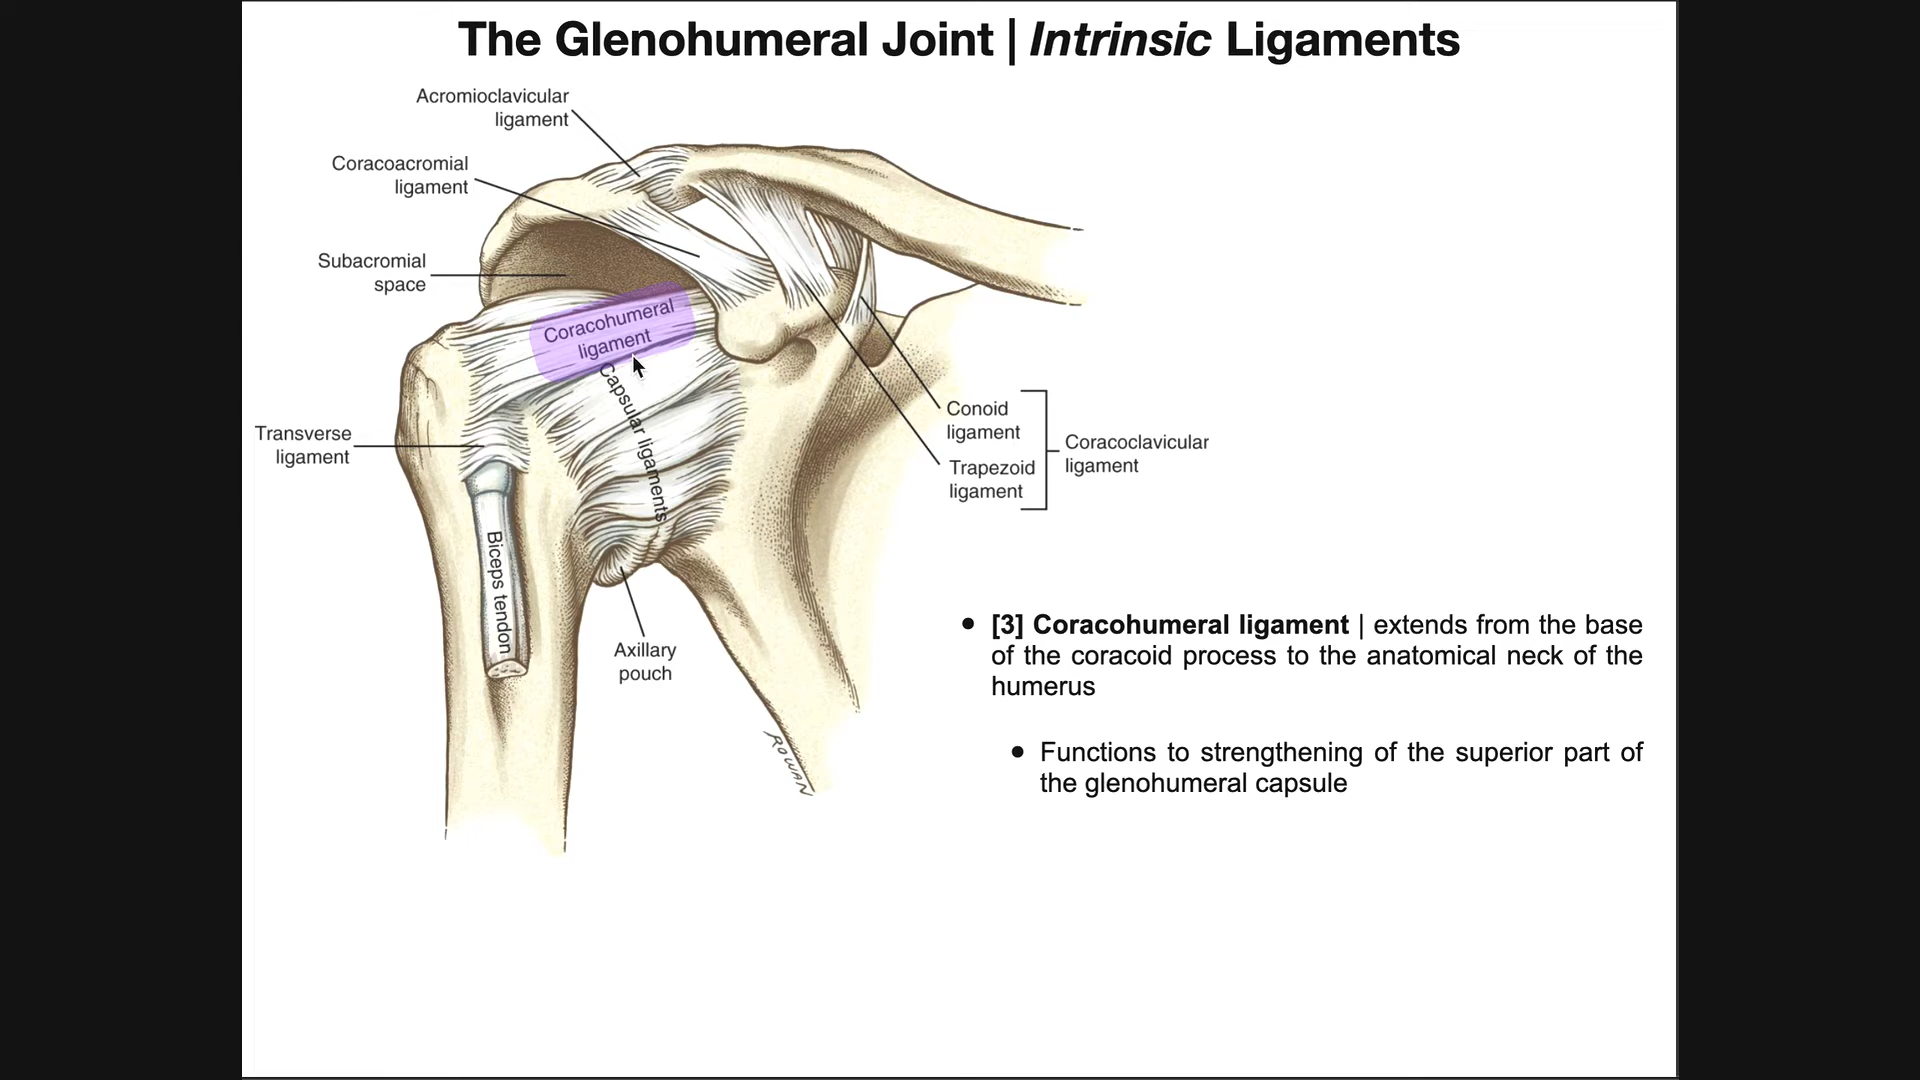 The Glenohumeral Joint | Intrinsic Ligaments
Acromioclavicular
ligament
Coracoacromial
ligament
Subacromial
space
Coracohumeral
ligament
Capsular ligaments
Transverse
ligament
Biceps tendon
Axillary
pouch
Conoid
ligament
Trapezoid
ligament
Coracoclavicular
ligament
ROWAN
• [3] Coracohumeral ligament | extends from the base
of the coracoid process to the anatomical neck of the
humerus
• Functions to strengthening of the superior part of
the glenohumeral capsule